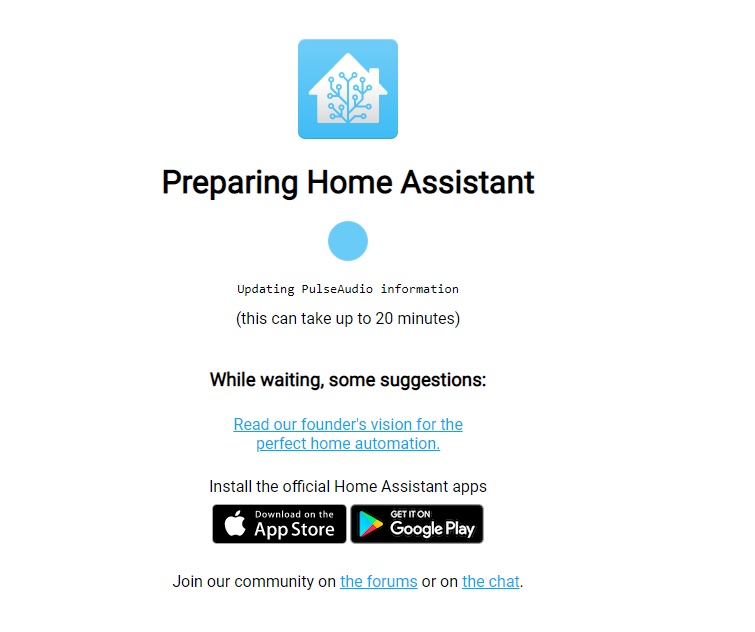 Preparing Home Assistant
Updating PulseAudio information
(this can take up to 20 minutes)
While waiting, some suggestions:
Read our founder's vision for the
perfect home automation.
Install the official Home Assistant apps
Download on the
App Store
GET IT ON
Google Play
Join our community on the forums or on the chat.